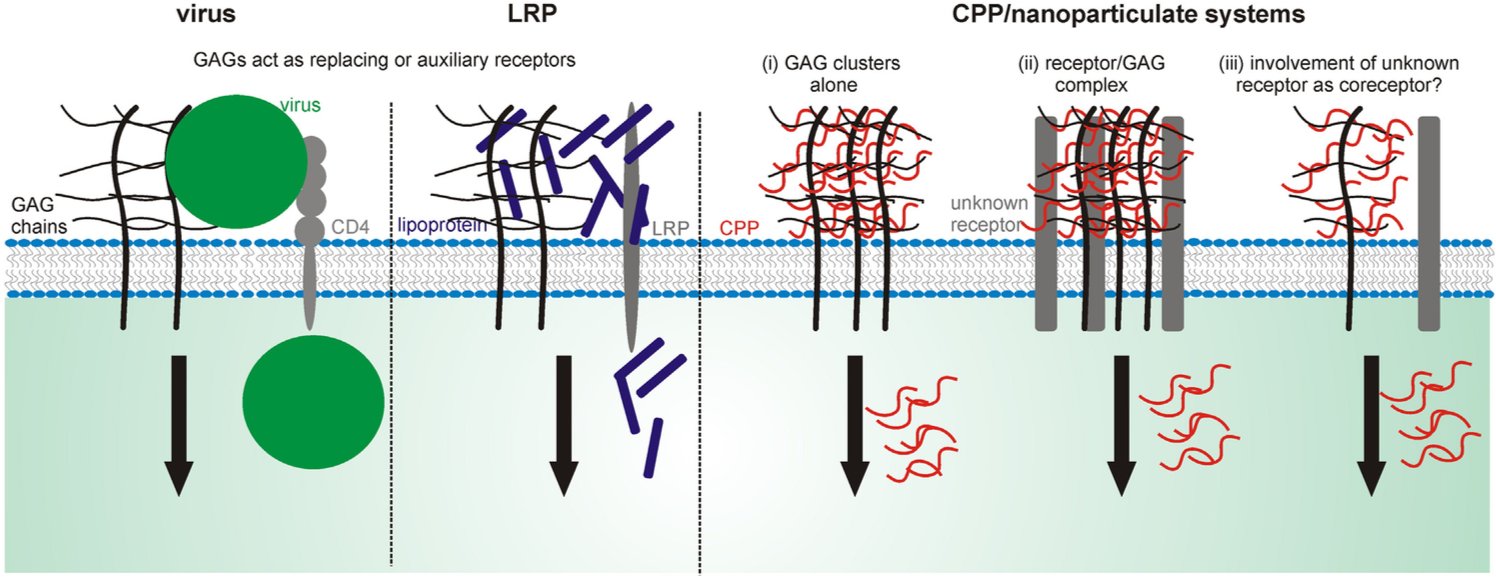 virus
LRP
CPP/nanoparticulate systems
GAGs act as replacing or auxiliary receptors
(i) GAG clusters
alone
(ii) receptor/GAG
complex
(iii) involvement of unknown
receptor as coreceptor?
virus
GAG
chains
CD4
lipoprotein
LRP
CPP
unknown
receptor